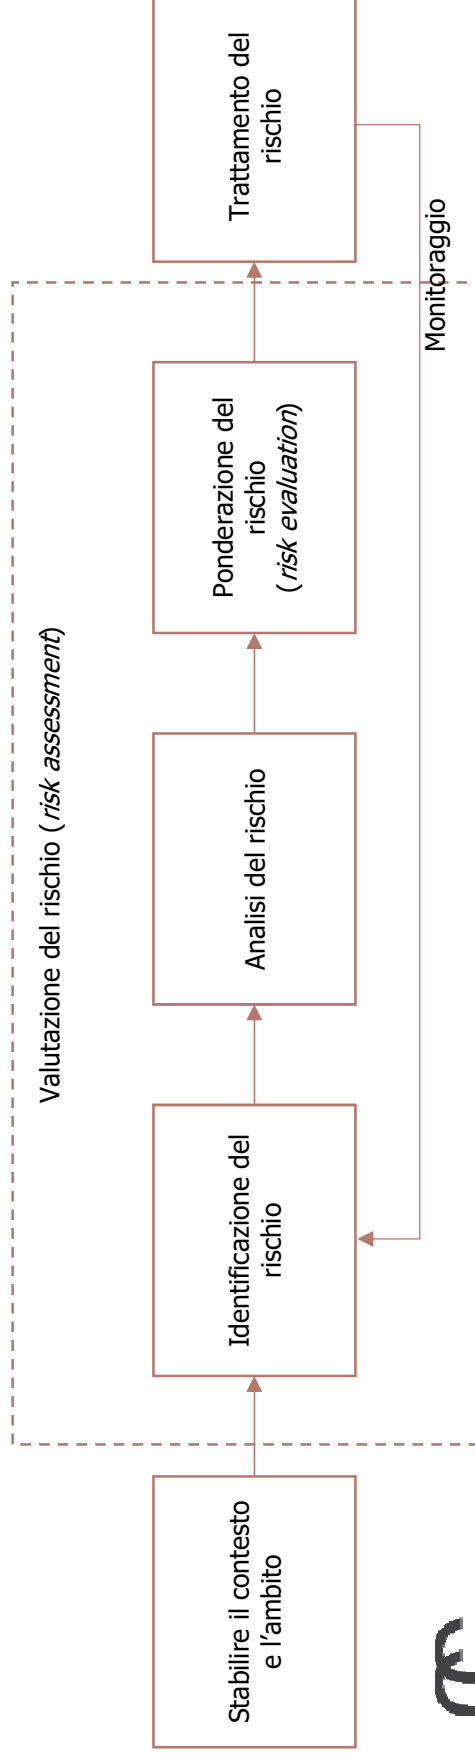 Valutazione del rischio (risk assessment)
Stabilire il contesto
e l'ambito
Identificazione del
rischio
Analisi del rischio
Ponderazione del
rischio
(risk evaluation)
Trattamento del
rischio
Monitoraggio